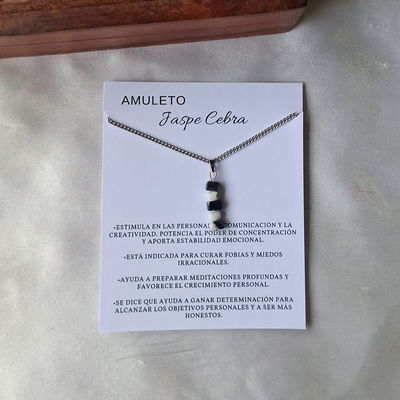 AMULETO
Jaspe Cebra
•ESTIMULA EN LAS PERSONAS COMUNICACIÓN Y LA
CREATIVIDAD. POTENCIA EL PODER DE CONCENTRACIÓN
Y APORTA ESTABILIDAD EMOCIONAL.
•ESTÁ INDICADA PARA CURAR FOBIAS Y MIEDOS
IRRACIONALES.
•AYUDA A PREPARAR MEDITACIONES PROFUNDAS Y
FAVORECE EL CRECIMIENTO PERSONAL.
•SE DICE QUE AYUDA A GANAR DETERMINACIÓN PARA
ALCANZAR LOS OBJETIVOS PERSONALES Y A SER MÁS
HONESTOS.